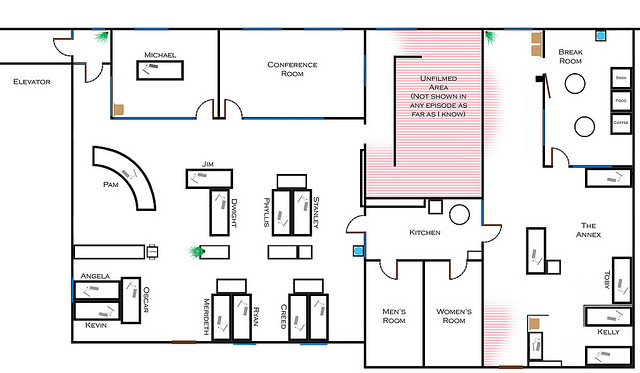 Elevator
Michael
Conference
Room
Unfilmed
Area
(Not shown in
any episode as
far as I know)
Break
Room
Soda
Food
Coffee
Pam
Jim
Dwight
Phyllis
Stanley
Kitchen
The
Annex
Toby
Kelly
Angela
Oscar
Kevin
Merideth
Ryan
Creed
Men's
Room
Women's
Room